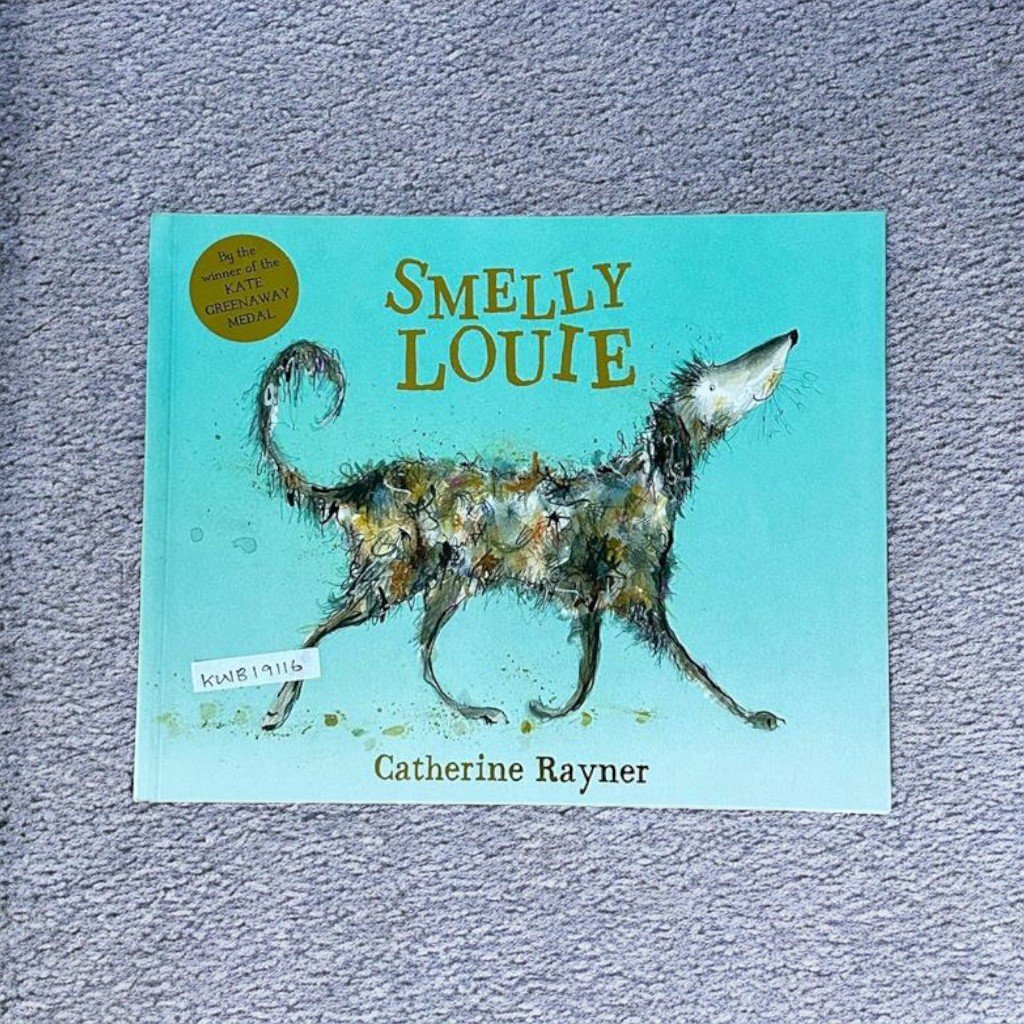 By the
winner of the
KATE
GREENAWAY
MEDAL
SMELLY
LOUIE
KWB19116
Catherine Rayner